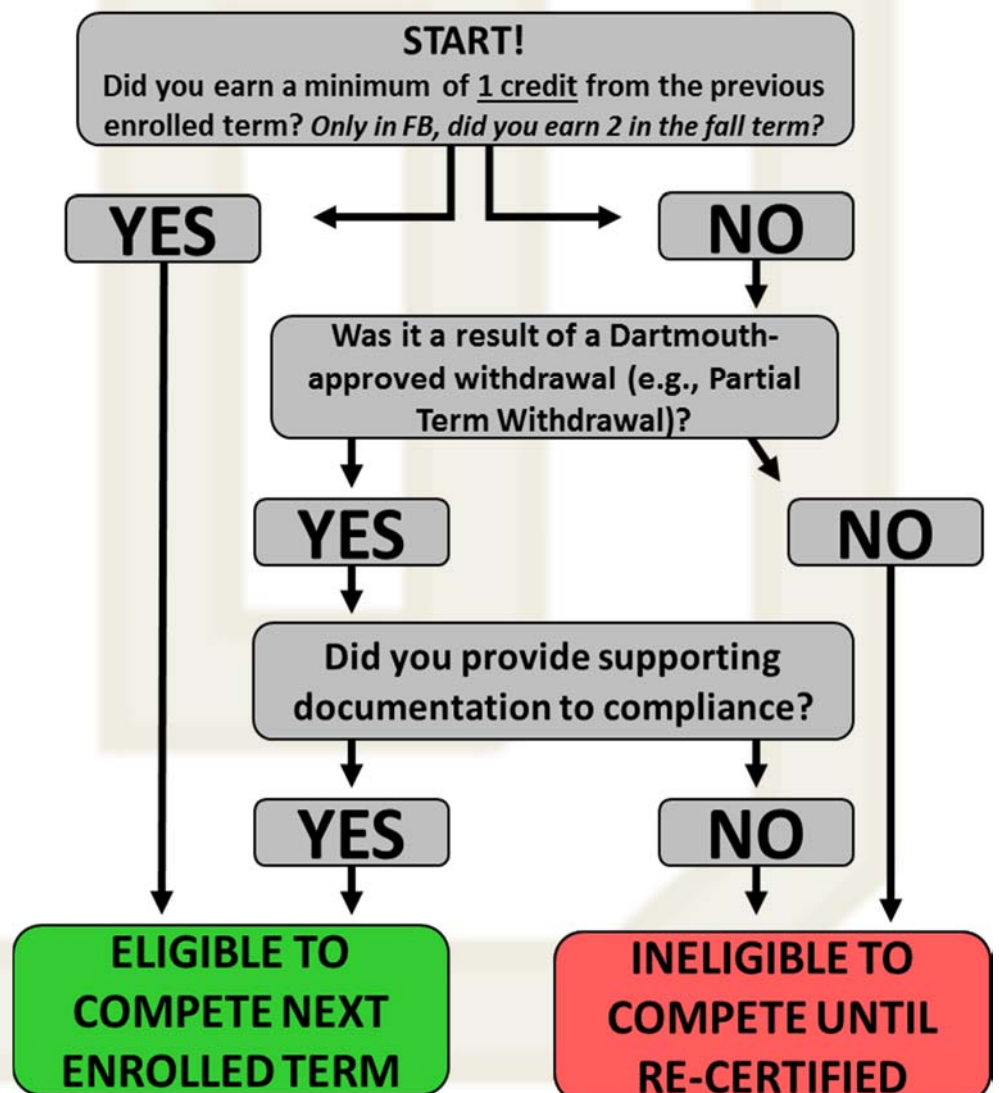 START!
Did you earn a minimum of 1 credit from the previous
enrolled term? Only in FB, did you earn 2 in the fall term?
YES
NO
Was it a result of a Dartmouth-
approved withdrawal (e.g., Partial
Term Withdrawal)?
YES
NO
Did you provide supporting
documentation to compliance?
YES
NO
ELIGIBLE TO
COMPETE NEXT
ENROLLED TERM
INELIGIBLE TO
COMPETE UNTIL
RE-CERTIFIED